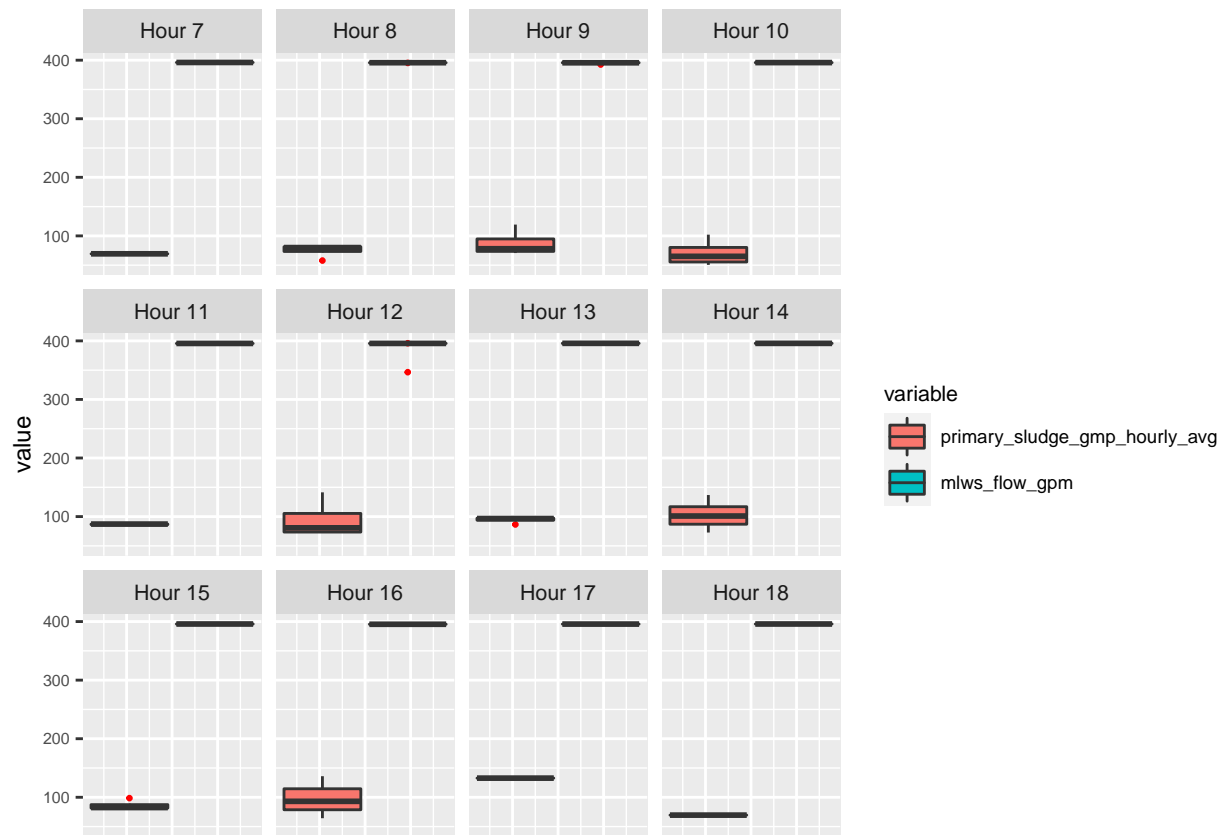 Hour 7
Hour 8
Hour 9
Hour 10
400
300
200
100
Hour 11
Hour 12
Hour 13
Hour 14
400
300
200
100
Hour 15
Hour 16
Hour 17
Hour 18
400
300
200
100
value
variable
primary_sludge_gmp_hourly_avg
mlws_flow_gpm